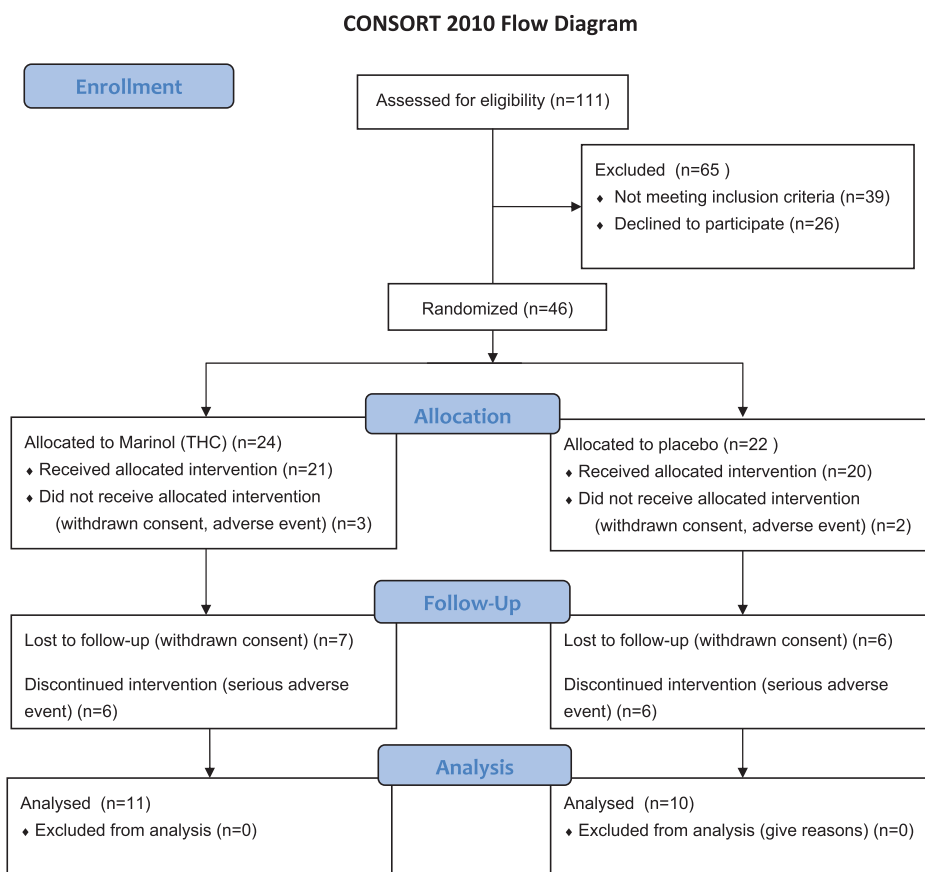 CONSORT 2010 Flow Diagram
Enrollment
Assessed for eligibility (n=111)
Excluded (n=65 )
♦ Not meeting inclusion criteria (n=39)
♦ Declined to participate (n=26)
Randomized (n=46)
Allocation
Allocated to Marinol (THC) (n=24)
♦ Received allocated intervention (n=21)
♦ Did not receive allocated intervention
(withdrawn consent, adverse event) (n=3)
Allocated to placebo (n=22 )
♦ Received allocated intervention (n=20)
♦ Did not receive allocated intervention
(withdrawn consent, adverse event) (n=2)
Follow-Up
Lost to follow-up (withdrawn consent) (n=7)
Discontinued intervention (serious adverse
event) (n=6)
Lost to follow-up (withdrawn consent) (n=6)
Discontinued intervention (serious adverse
event) (n=6)
Analysis
Analysed (n=11)
♦ Excluded from analysis (n=0)
Analysed (n=10)
♦ Excluded from analysis (give reasons) (n=0)